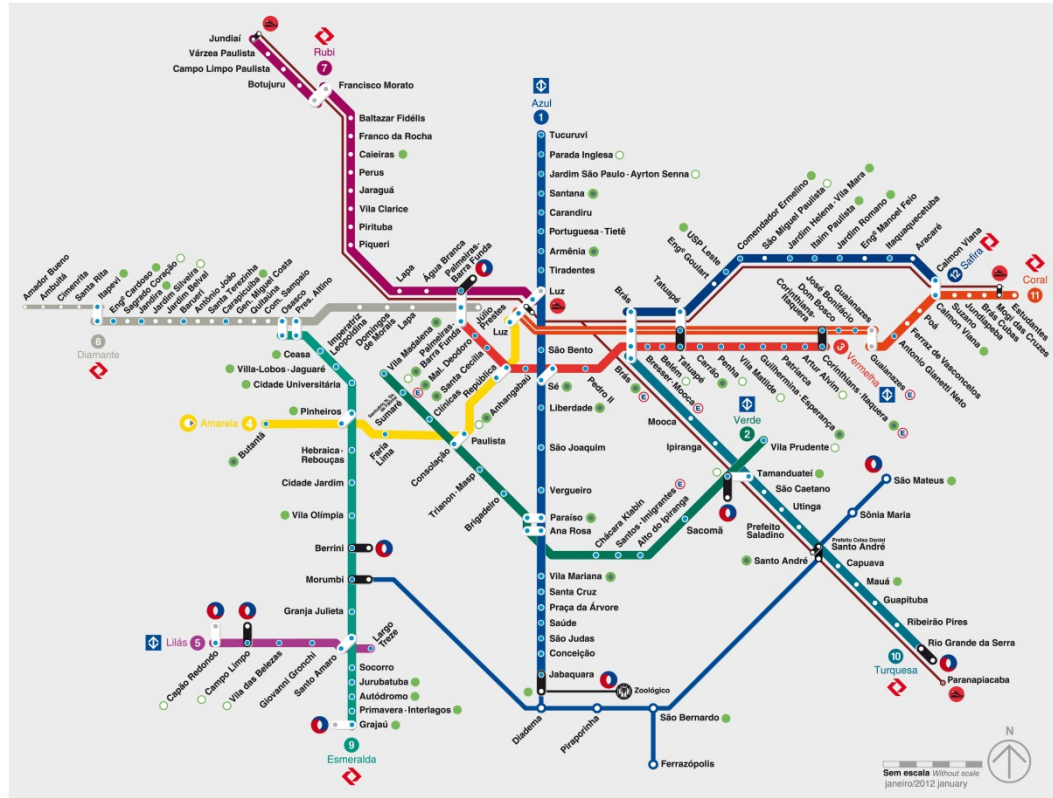 Jundiaí
Várzea Paulista
Campo Limpo Paulista
Botujuru
Rubi
7
Francisco Morato
Baltazar Fidélis
Franco da Rocha
Caieiras
Perus
Jaraguá
Vila Clarice
Pirituba
Piqueri
Lapa
Água Branca
Palmeiras-
Barra Funda
Azul
1
Tucuruvi
Parada Inglesa
Jardim São Paulo · Ayrton Senna
Santana
Carandiru
Portuguesa · Tietê
Armênia
Tiradentes
Luz
São Bento
Sé
Liberdade
São Joaquim
Vergueiro
Paraíso
Ana Rosa
Vila Mariana
Santa Cruz
Praça da Árvore
Saúde
São Judas
Conceição
Jabaquara
Zoológico
Amador Bueno
Ambuitá
Cimenrita
Santa Rita
Itapevi
Engº Cardoso
Sagrado Coração
Jandira
Jardim Silveira
Jardim Belval
Barueri
Antônio João
Santa Terezinha
Carapicuíba
Gen. Miguel Costa
Quitaúna
Com. Sampaio
Osasco
Pres. Altino
Imperatriz
Leopoldina
Domingos
de Morais
Lapa
Júlio
Prestes
8
Diamante
Ceasa
Villa-Lobos · Jaguaré
Cidade Universitária
Pinheiros
Hebraica ·
Rebouças
Cidade Jardim
Vila Olímpia
Berrini
Morumbi
Granja Julieta
Socorro
Jurubatuba
Autódromo
Primavera · Interlagos
Grajaú
9
Esmeralda
Amarela
4
Butantã
Faria
Lima
Paulista
República
Luz
Vila Madalena
Sumaré
Clínicas
Consolação
Trianon · Masp
Brigadeiro
Chácara Klabin
Santos · Imigrantes
Alto do Ipiranga
Sacomã
Tamanduateí
Vila Prudente
Verde
2
Palmeiras-
Barra Funda
Mal. Deodoro
Santa Cecília
Anhangabaú
Pedro II
Brás
Bresser · Mooca
Belém
Tatuapé
Carrão
Penha
Vila Matilde
Guilhermina · Esperança
Patriarca
Artur Alvim
Corinthians · Itaquera
3
Vermelha
Brás
Tatuapé
Engº Goulart
USP Leste
Comendador Ermelino
São Miguel Paulista
Jardim Helena · Vila Mara
Itaim Paulista
Jardim Romano
Engº Manoel Feio
Itaquaquecetuba
Aracaré
Calmon Viana
12
Safira
Corinthians-
Itaquera
Dom Bosco
José Bonifácio
Guaianazes
Guaianazes
Antonio Gianetti Neto
Ferraz de Vasconcelos
Poá
Calmon Viana
Suzano
Jundiapeba
Brás Cubas
Mogi das Cruzes
Estudantes
Coral
11
Mooca
Ipiranga
São Caetano
Utinga
Prefeito
Saladino
Prefeito Celso Daniel
Santo André
Santo André
Capuava
Mauá
Guapituba
Ribeirão Pires
Rio Grande da Serra
Paranapiacaba
10
Turquesa
São Mateus
Sônia Maria
Lilás
5
Capão Redondo
Campo Limpo
Vila das Belezas
Giovanni Gronchi
Santo Amaro
Largo
Treze
Diadema
Piraporinha
São Bernardo
Ferrazópolis
N
Sem escala Without scale
janeiro/2012 january